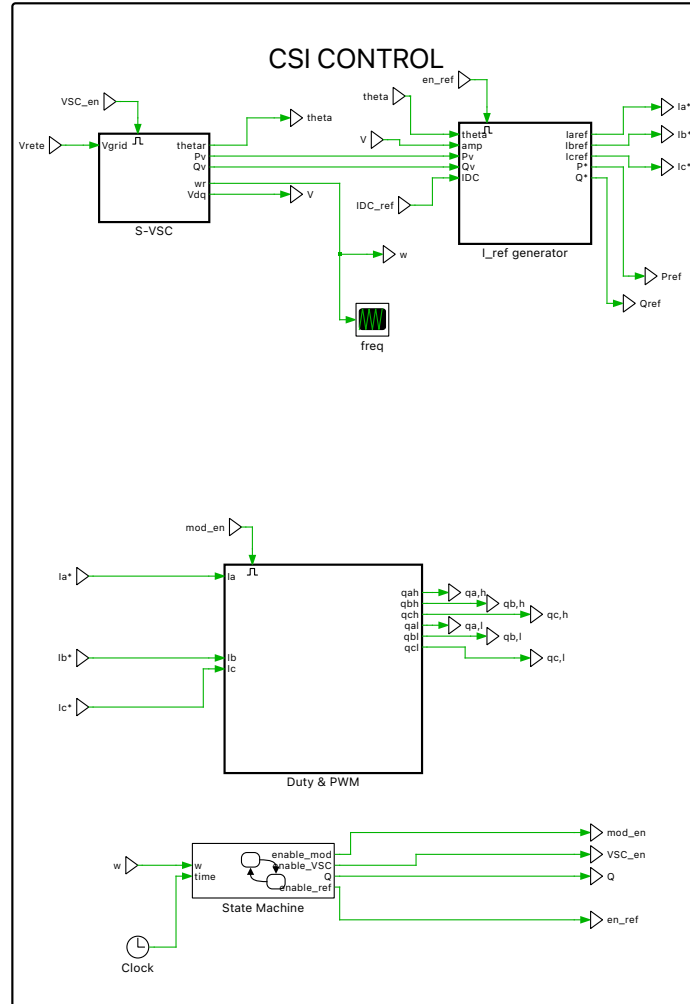 CSI CONTROL
en_ref
VSC_en
theta
theta
Ia*
Vrete
Vgrid
thetar
Pv
Qv
wr
Vdq
S-VSC
V
V
IDC_ref
theta
amp
Pv
Qv
IDC
Iaref
Ibref
Icref
P*
Q*
I_ref generator
Ib*
Ic*
w
Pref
Qref
freq
mod_en
Ia*
Ib*
Ic*
Ia
Ib
Ic
qah
qbh
qch
qal
qbl
qcl
Duty & PWM
qa,h
qb,h
qc,h
qa,l
qb,l
qc,l
w
w
time
enable_mod
enable_VSC
Q
enable_ref
State Machine
mod_en
VSC_en
Q
en_ref
Clock